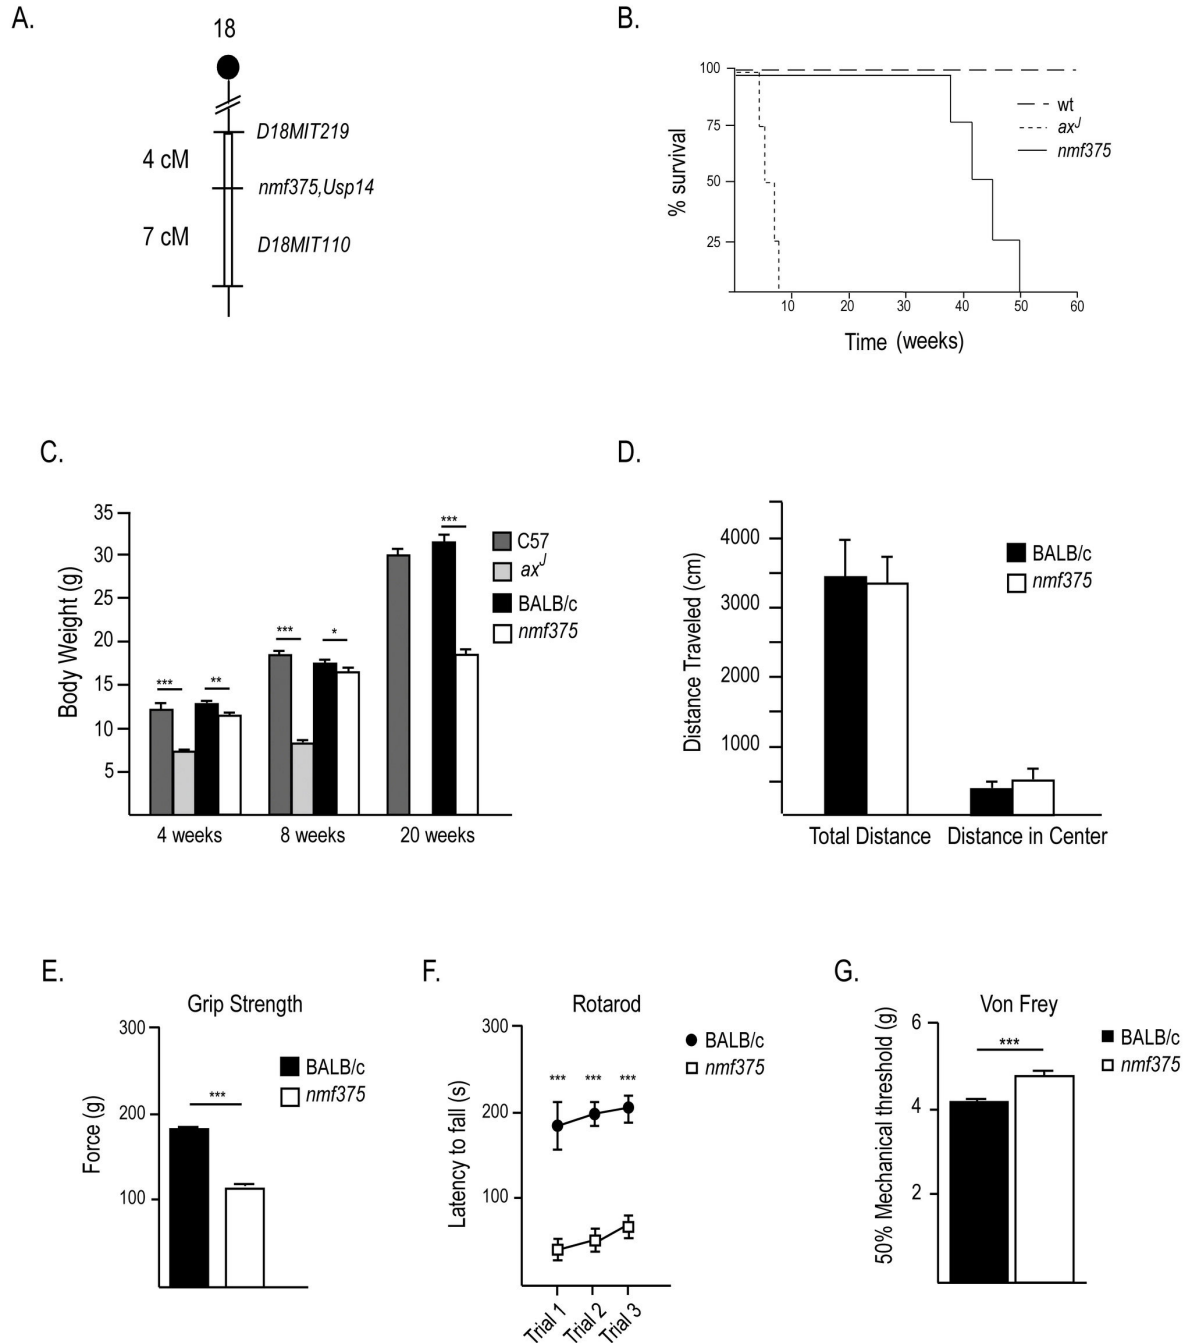 A.
18
D18MIT219
4 cM
nmf375,Usp14
7 cM
D18MIT110
B.
100
75
50
25
% survival
10 20 30 40 50 60
Time (weeks)
wt
ax^J
nmf375
C.
35
30
25
20
15
10
5
Body Weight (g)
*** ** *** * ***
4 weeks 8 weeks 20 weeks
C57
ax^J
BALB/c
nmf375
D.
4000
3000
2000
1000
Distance Traveled (cm)
Total Distance Distance in Center
BALB/c
nmf375
E.
Grip Strength
300
200
100
Force (g)
***
BALB/c
nmf375
F.
Rotarod
300
200
100
Latency to fall (s)
*** *** ***
Trial 1 Trial 2 Trial 3
BALB/c
nmf375
G.
Von Frey
6
4
2
50% Mechanical threshold (g)
***
BALB/c
nmf375